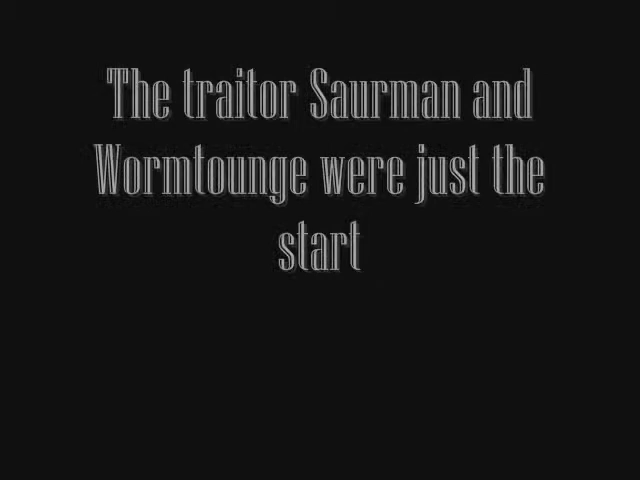 The traitor Saurman and
Wormtounge were just the
start